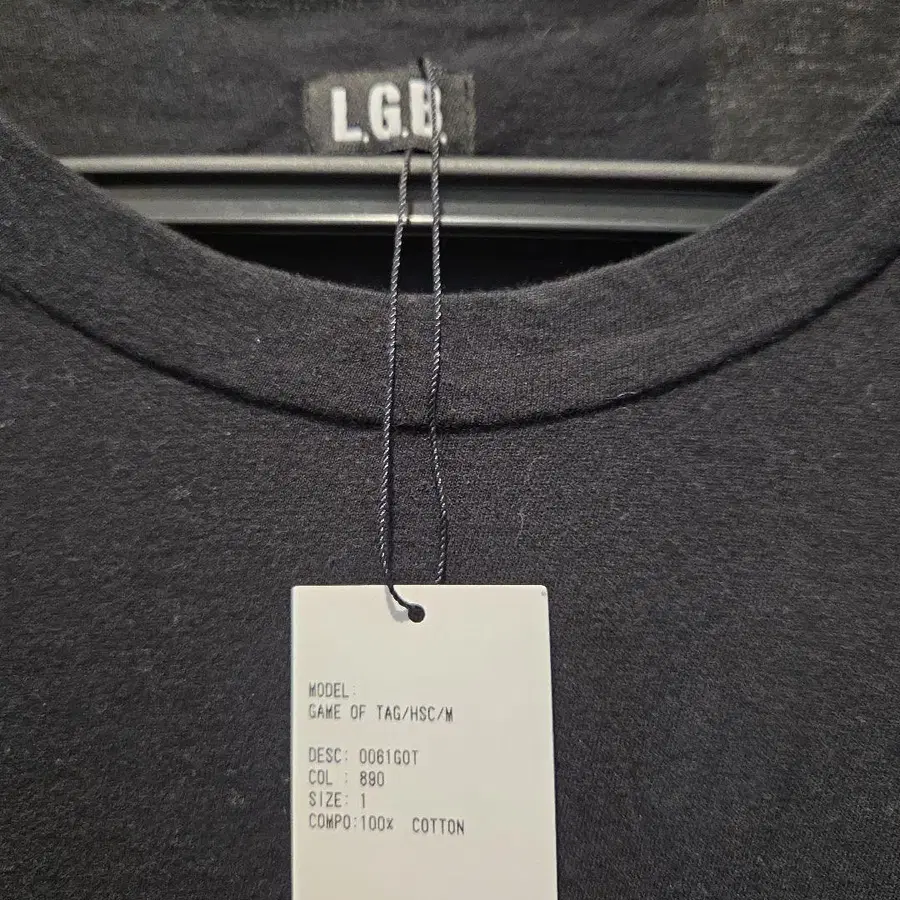 L.G.B.
MODEL:
GAME OF TAG/HSC/M
DESC: 0061GOT
COL : 890
SIZE: 1
COMPO:100% COTTON